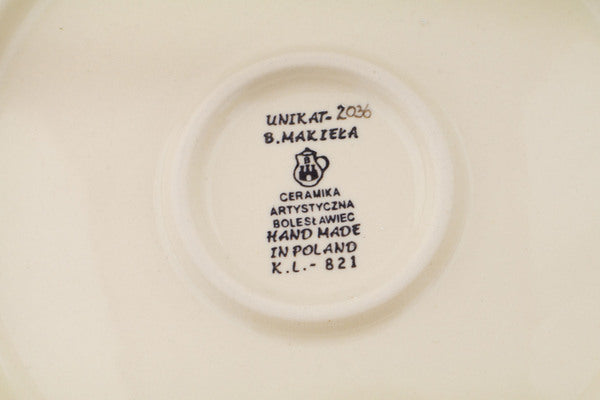 UNIKAT-2036
B. MAKIEŁA
B
CERAMIKA
ARTYSTYCZNA
BOLESŁAWIEC
HAND MADE
IN POLAND
K.L.-821